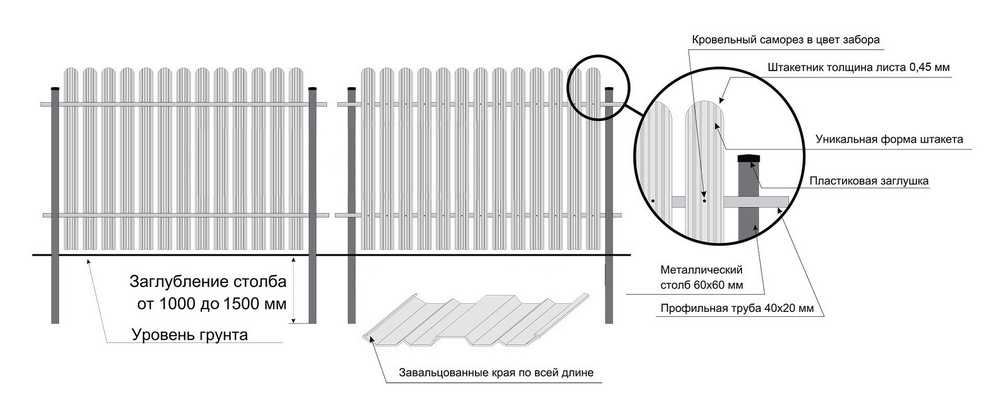 Кровельный саморез в цвет забора
Штакетник толщина листа 0,45 мм
Уникальная форма штакета
Пластиковая заглушка
Металлический
столб 60х60 мм
Профильная труба 40х20 мм
Заглубление столба
от 1000 до 1500 мм
Уровень грунта
Завальцованные края по всей длине